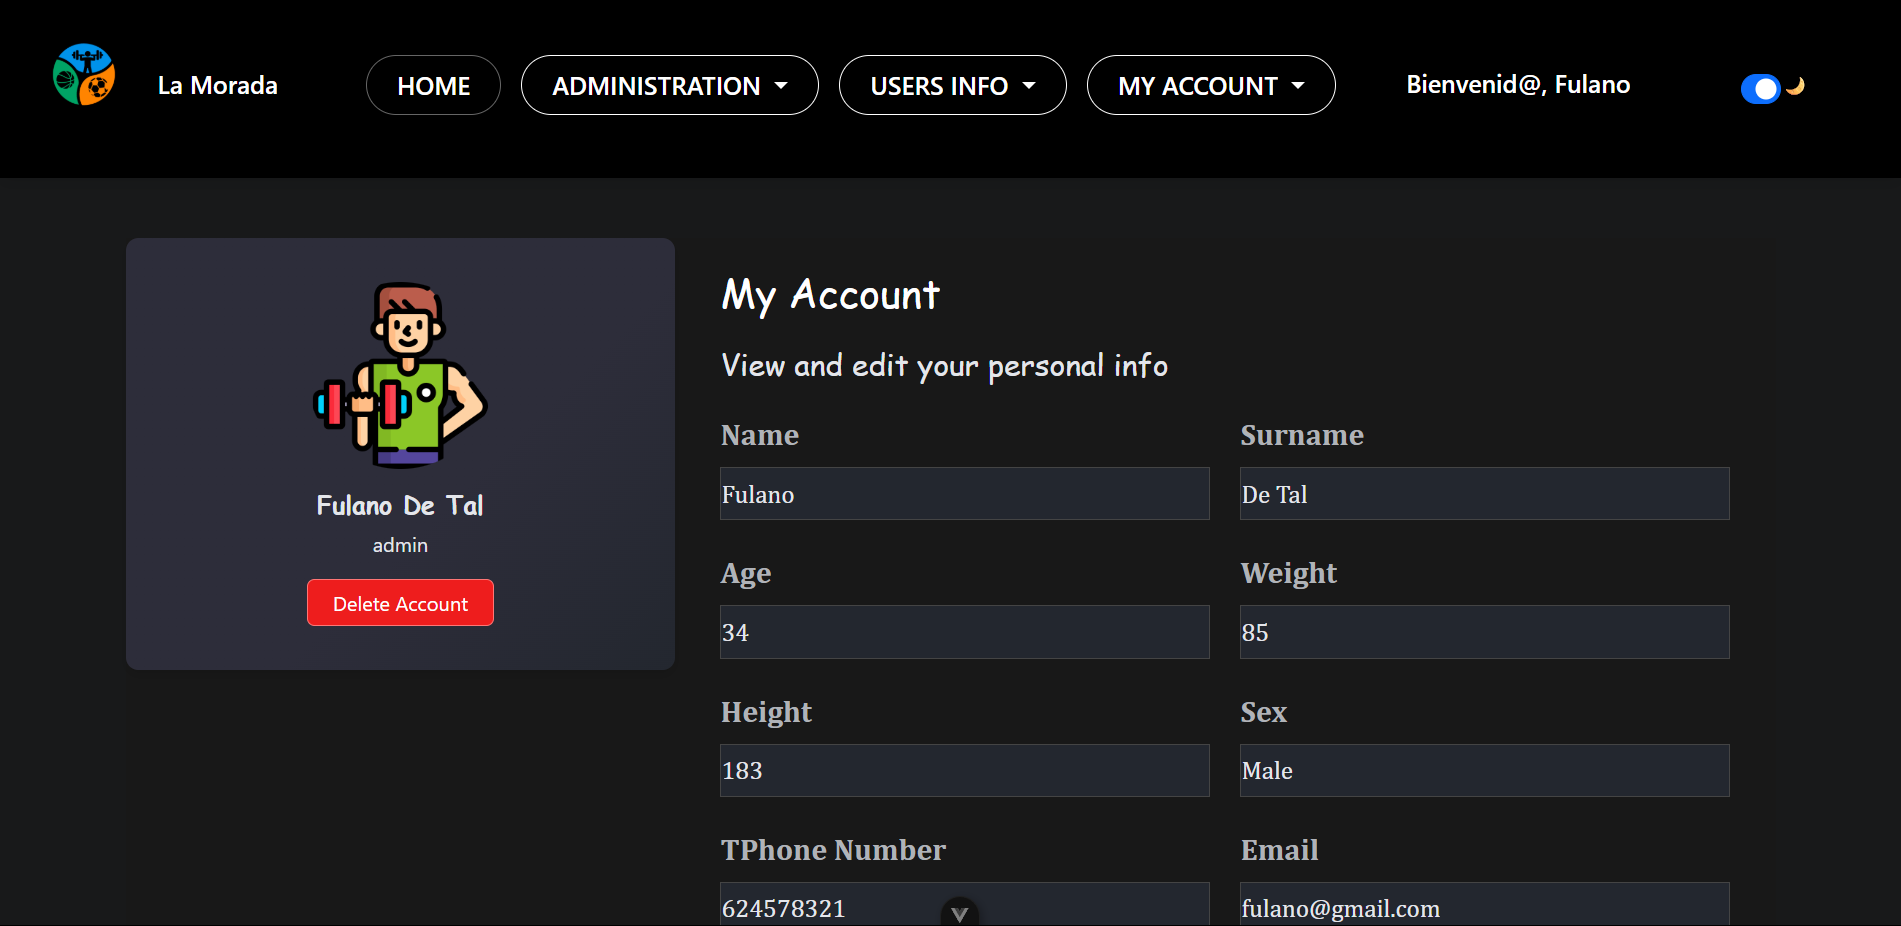 La Morada
HOME
ADMINISTRATION
USERS INFO
MY ACCOUNT
Bienvenid@, Fulano
Fulano De Tal
admin
Delete Account
My Account
View and edit your personal info
Name
Surname
Fulano
De Tal
Age
Weight
34
85
Height
Sex
183
Male
TPhone Number
Email
624578321
fulano@gmail.com